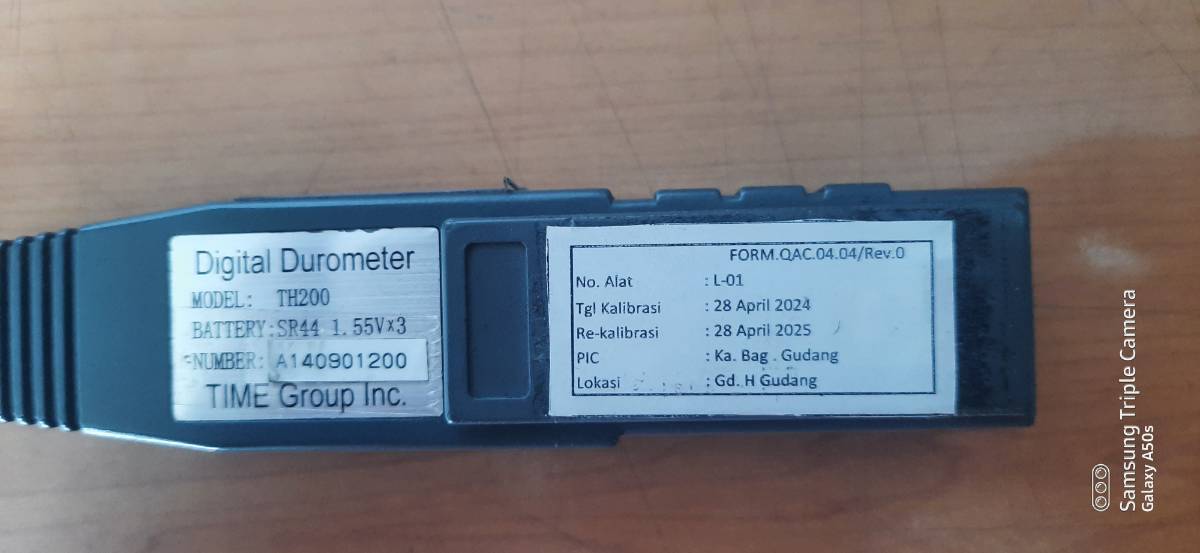 Digital Durometer
MODEL: TH200
BATTERY:SR44 1.55V×3
NUMBER: A140901200
TIME Group Inc.
FORM.QAC.04.04/Rev.0
No. Alat : L-01
Tgl Kalibrasi : 28 April 2024
Re-kalibrasi : 28 April 2025
PIC : Ka. Bag . Gudang
Lokasi : Gd. H Gudang
Samsung Triple Camera
Galaxy A50s